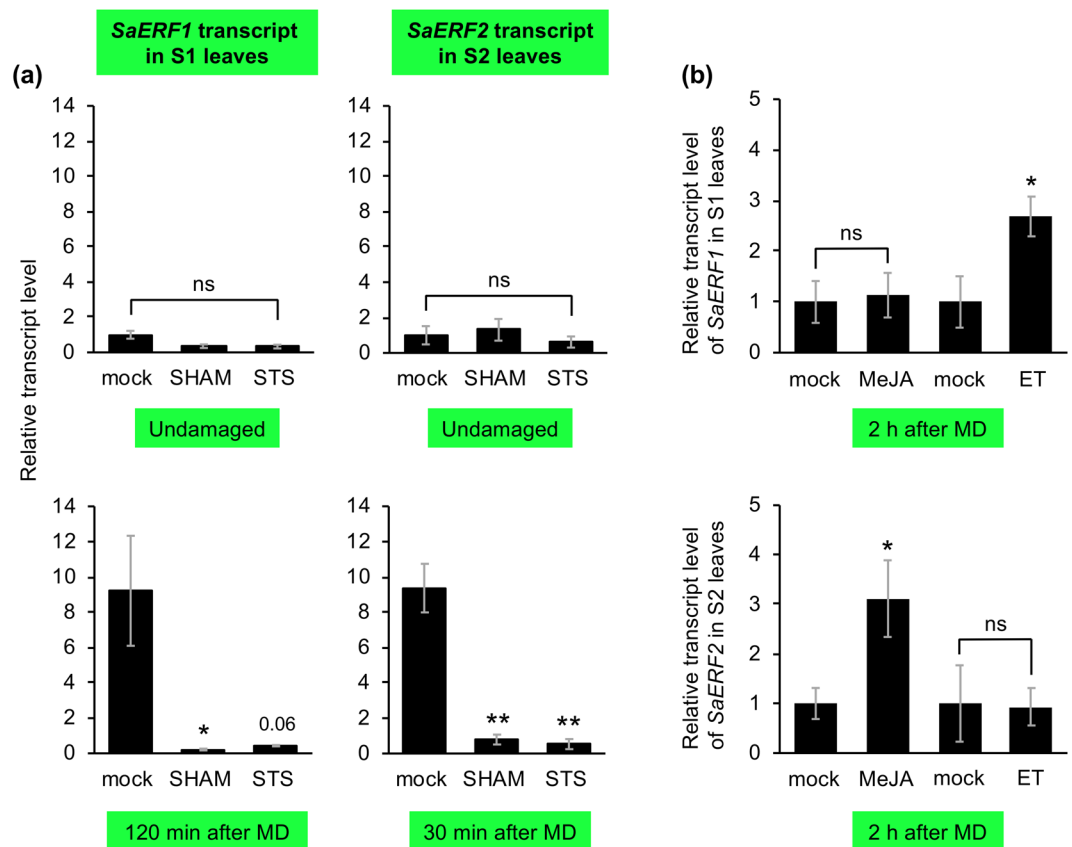 SaERF1 transcript
in S1 leaves
SaERF2 transcript
in S2 leaves
(a)
(b)
Relative transcript level
14
12
10
8
6
4
2
0
ns
mock SHAM STS
Undamaged
14
12
10
8
6
4
2
0
ns
mock SHAM STS
Undamaged
Relative transcript level
of SaERF1 in S1 leaves
5
4
3
2
1
0
ns
*
mock MeJA mock ET
2 h after MD
14
12
10
8
6
4
2
0
*
0.06
mock SHAM STS
120 min after MD
14
12
10
8
6
4
2
0
** **
mock SHAM STS
30 min after MD
Relative transcript level
of SaERF2 in S2 leaves
5
4
3
2
1
0
*
ns
mock MeJA mock ET
2 h after MD